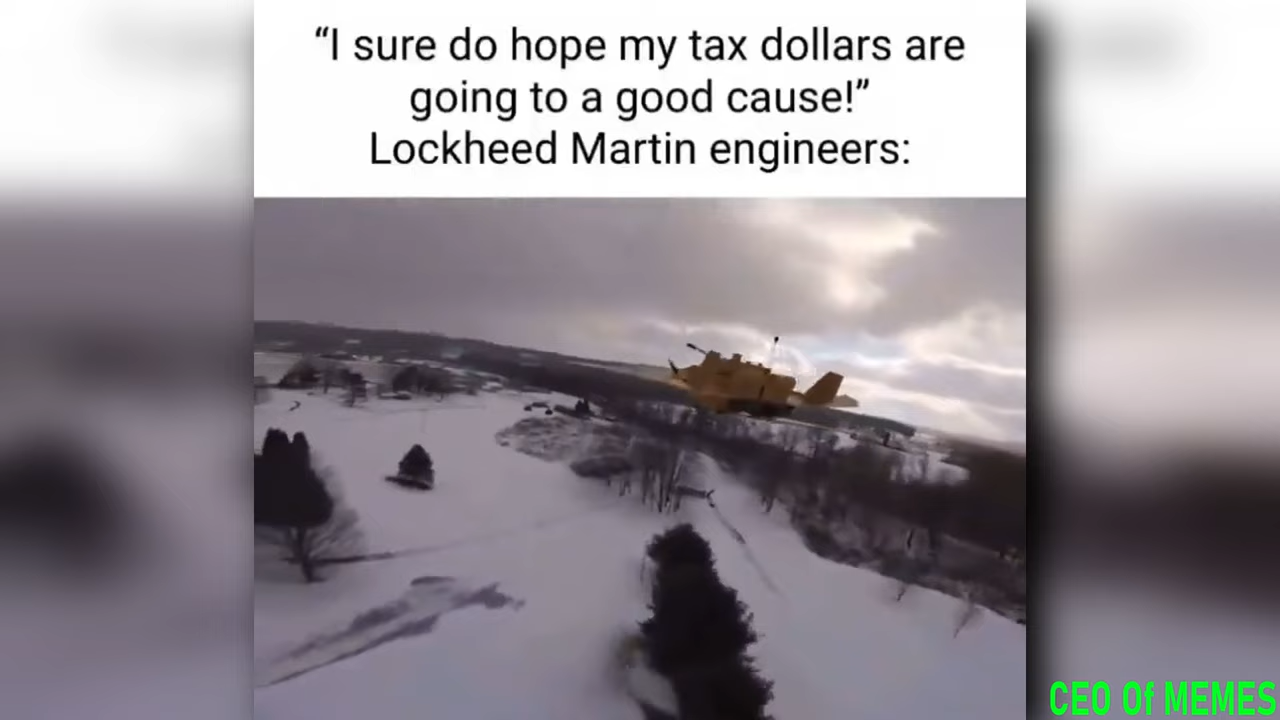 “I sure do hope my tax dollars are
going to a good cause!”
Lockheed Martin engineers:
CEO Of MEMES